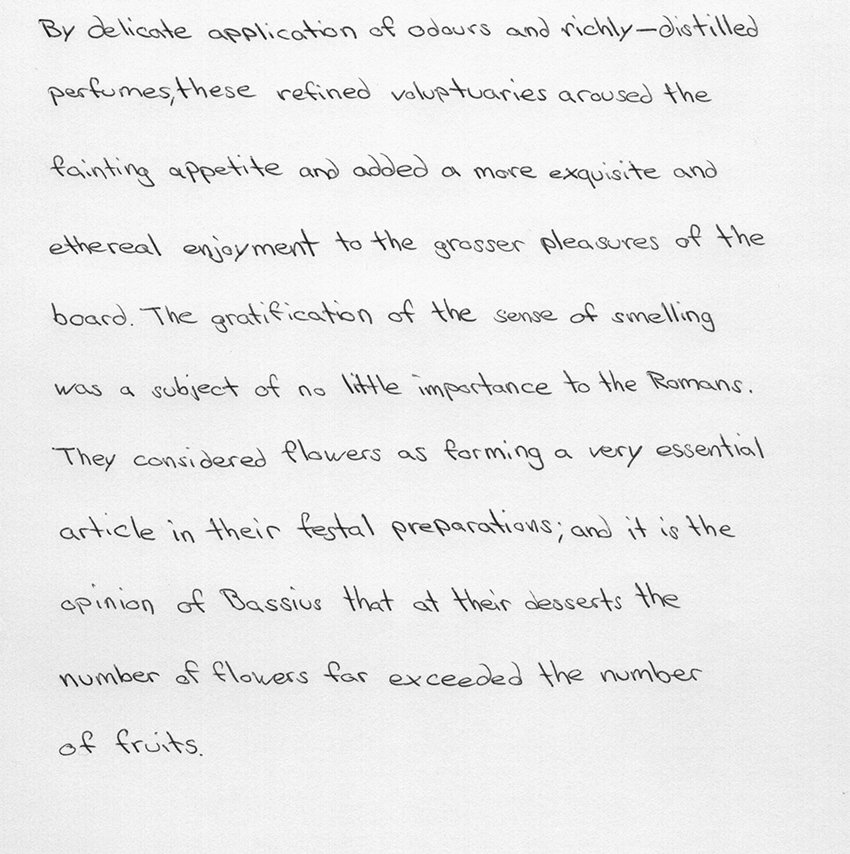 By delicate application of odours and richly—distilled
perfumes, these refined voluptuaries aroused the
fainting appetite and added a more exquisite and
ethereal enjoyment to the grosser pleasures of the
board. The gratification of the sense of smelling
was a subject of no little importance to the Romans.
They considered flowers as forming a very essential
article in their festal preparations; and it is the
opinion of Bassius that at their desserts the
number of flowers far exceeded the number
of fruits.